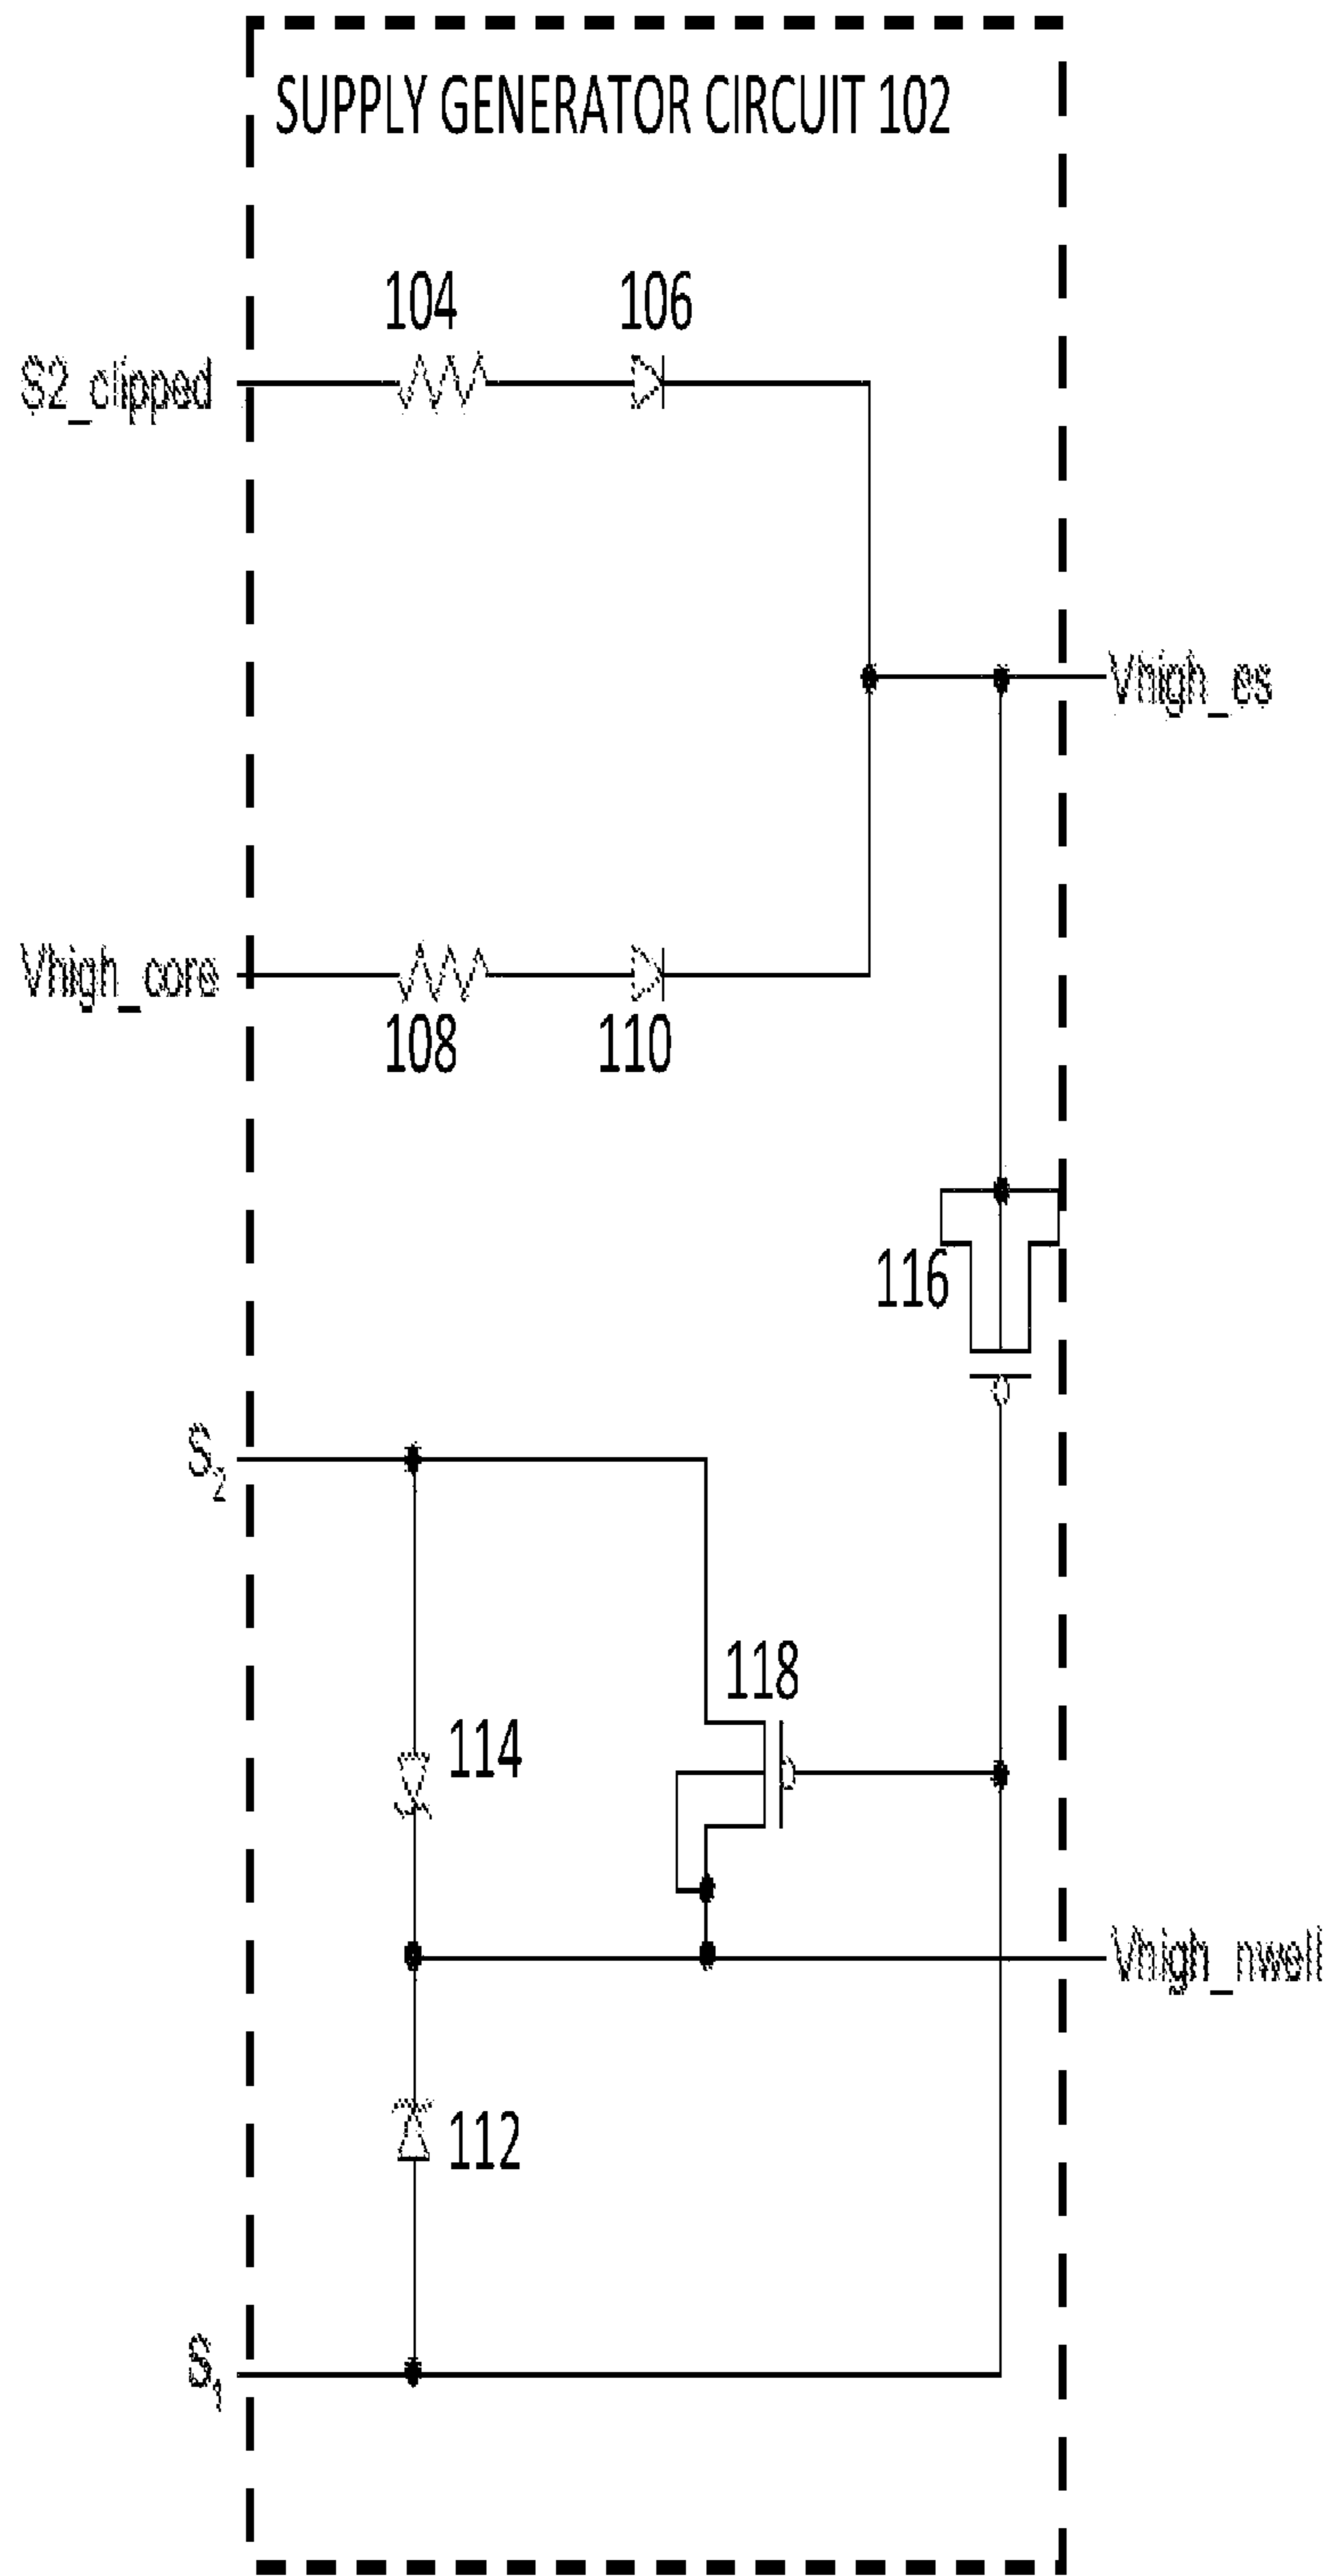 SUPPLY GENERATOR CIRCUIT 102
104
106
S2_clipped
Vhigh_es
Vhigh_core
108
110
116
S2
118
114
Vhigh_nwell
112
S1